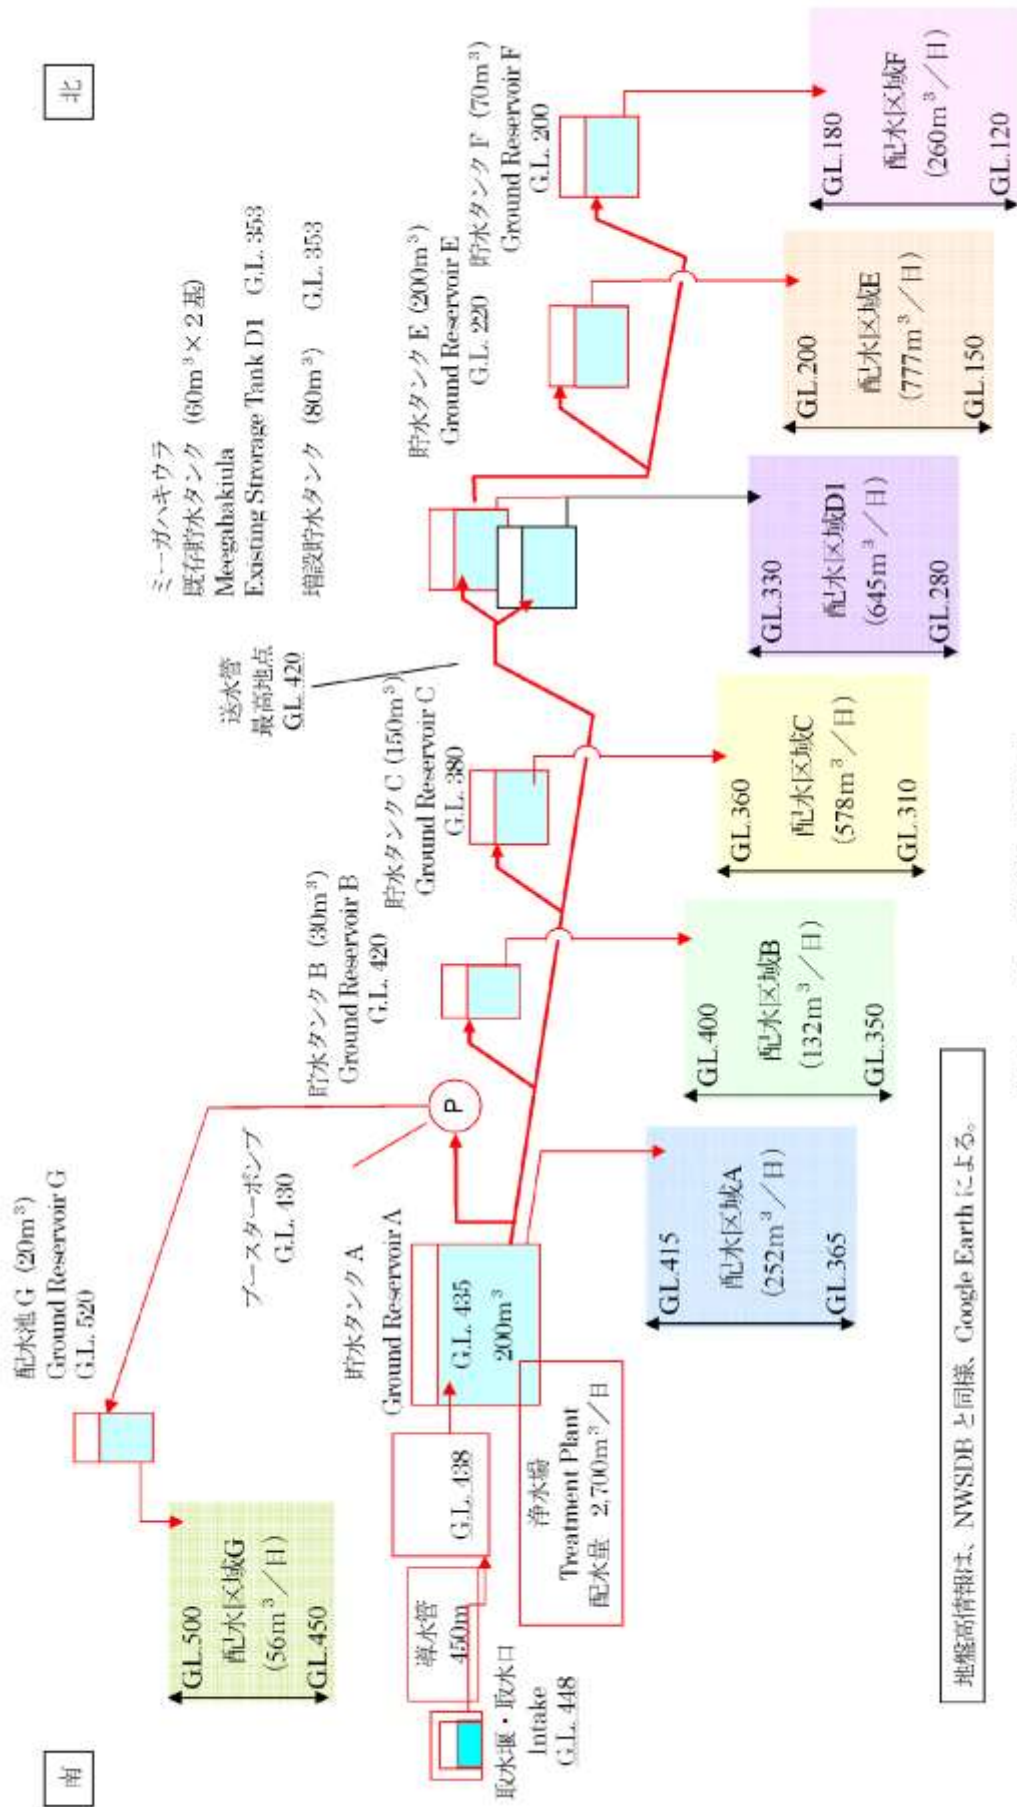 南
北
配水池 G (20m³)
Ground Reservoir G
G.L. 520
GL.500
配水区域G
(56m³/日)
GL.450
ブースターポンプ
G.L. 430
P
取水堰・取水口
Intake
G.L. 448
導水管
450m
G.L. 438
浄水場
Treatment Plant
配水量 2,700m³/日
貯水タンク A
Ground Reservoir A
G.L. 435
200m³
GL.415
配水区域A
(252m³/日)
GL.365
貯水タンク B (30m³)
Ground Reservoir B
G.L. 420
GL.400
配水区域B
(132m³/日)
GL.350
貯水タンク C (150m³)
Ground Reservoir C
G.L. 380
GL.360
配水区域C
(578m³/日)
GL.310
送水管
最高地点
GL. 420
ミーガハキウラ
既存貯水タンク (60m³×2基)
Meegahakiula
Existing Strorage Tank D1 G.L. 353
増設貯水タンク (80m³) G.L. 353
GL.330
配水区域D1
(645m³/日)
GL.280
貯水タンク E (200m³)
Ground Reservoir E
G.L. 220
GL.200
配水区域E
(777m³/日)
GL.150
貯水タンク F (70m³)
Ground Reservoir F
G.L. 200
GL.180
配水区域F
(260m³/日)
GL.120
地盤高情報は、NWSDB と同様、Google Earth による。